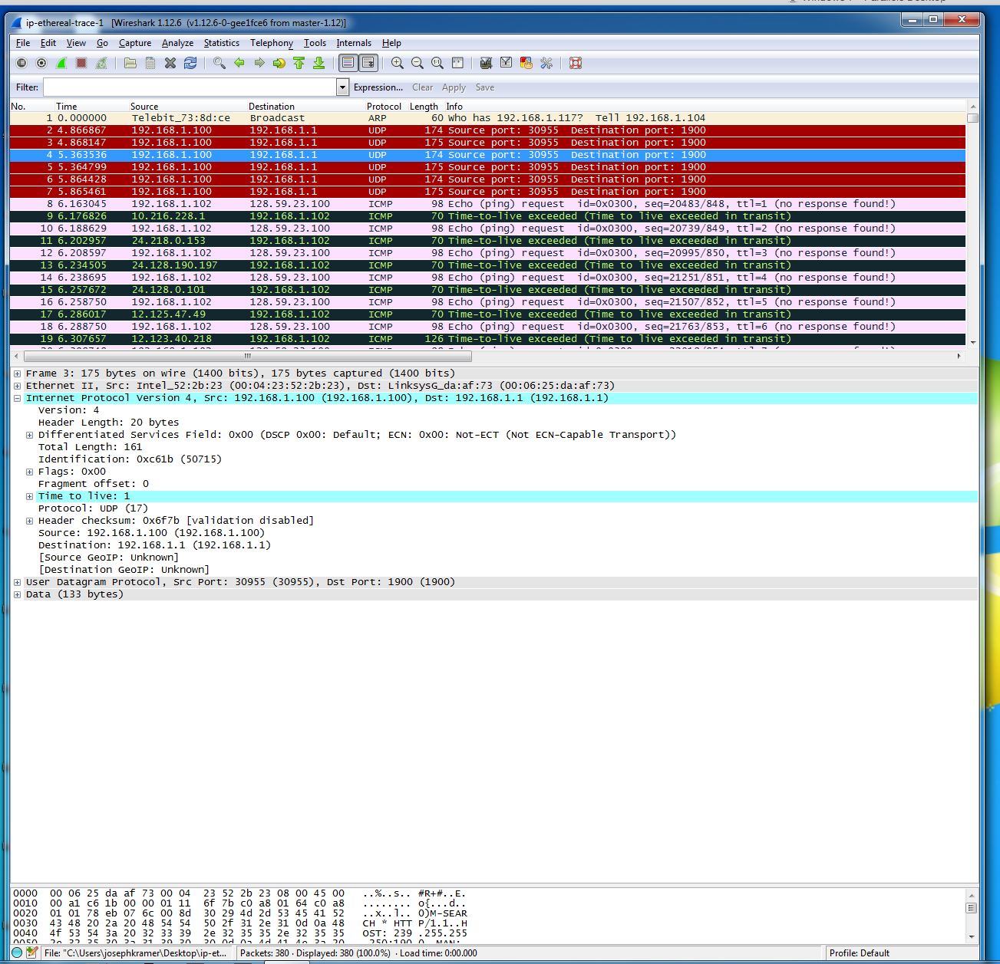 ip-ethereal-trace-1 [Wireshark 1.12.6 (v1.12.6-0-gee1fce6 from master-1.12)]
File Edit View Go Capture Analyze Statistics Telephony Tools Internals Help
Filter: Expression... Clear Apply Save
No. Time Source Destination Protocol Length Info
1 0.000000 Telebit_73:8d:ce Broadcast ARP 60 Who has 192.168.1.117? Tell 192.168.1.104
2 4.866867 192.168.1.100 192.168.1.1 UDP 174 Source port: 30955 Destination port: 1900
3 4.868147 192.168.1.100 192.168.1.1 UDP 175 Source port: 30955 Destination port: 1900
4 5.363536 192.168.1.100 192.168.1.1 UDP 174 Source port: 30955 Destination port: 1900
5 5.364799 192.168.1.100 192.168.1.1 UDP 175 Source port: 30955 Destination port: 1900
6 5.864428 192.168.1.100 192.168.1.1 UDP 174 Source port: 30955 Destination port: 1900
7 5.865461 192.168.1.100 192.168.1.1 UDP 175 Source port: 30955 Destination port: 1900
8 6.163045 192.168.1.102 128.59.23.100 ICMP 98 Echo (ping) request id=0x0300, seq=20483/848, ttl=1 (no response found!)
9 6.176826 10.216.228.1 192.168.1.102 ICMP 70 Time-to-live exceeded (Time to live exceeded in transit)
10 6.188629 192.168.1.102 128.59.23.100 ICMP 98 Echo (ping) request id=0x0300, seq=20739/849, ttl=2 (no response found!)
11 6.202957 24.218.0.153 192.168.1.102 ICMP 70 Time-to-live exceeded (Time to live exceeded in transit)
12 6.208597 192.168.1.102 128.59.23.100 ICMP 98 Echo (ping) request id=0x0300, seq=20995/850, ttl=3 (no response found!)
13 6.234505 24.128.190.197 192.168.1.102 ICMP 70 Time-to-live exceeded (Time to live exceeded in transit)
14 6.238695 192.168.1.102 128.59.23.100 ICMP 98 Echo (ping) request id=0x0300, seq=21251/851, ttl=4 (no response found!)
15 6.257672 24.128.0.101 192.168.1.102 ICMP 70 Time-to-live exceeded (Time to live exceeded in transit)
16 6.258750 192.168.1.102 128.59.23.100 ICMP 98 Echo (ping) request id=0x0300, seq=21507/852, ttl=5 (no response found!)
17 6.286017 12.125.47.49 192.168.1.102 ICMP 70 Time-to-live exceeded (Time to live exceeded in transit)
18 6.288750 192.168.1.102 128.59.23.100 ICMP 98 Echo (ping) request id=0x0300, seq=21763/853, ttl=6 (no response found!)
19 6.307657 12.123.40.218 192.168.1.102 ICMP 126 Time-to-live exceeded (Time to live exceeded in transit)
Frame 3: 175 bytes on wire (1400 bits), 175 bytes captured (1400 bits)
Ethernet II, Src: Intel_52:2b:23 (00:04:23:52:2b:23), Dst: LinksysG_da:af:73 (00:06:25:da:af:73)
Internet Protocol Version 4, Src: 192.168.1.100 (192.168.1.100), Dst: 192.168.1.1 (192.168.1.1)
Version: 4
Header Length: 20 bytes
Differentiated Services Field: 0x00 (DSCP 0x00: Default; ECN: 0x00: Not-ECT (Not ECN-Capable Transport))
Total Length: 161
Identification: 0xc61b (50715)
Flags: 0x00
Fragment offset: 0
Time to live: 1
Protocol: UDP (17)
Header checksum: 0x6f7b [validation disabled]
Source: 192.168.1.100 (192.168.1.100)
Destination: 192.168.1.1 (192.168.1.1)
[Source GeoIP: Unknown]
[Destination GeoIP: Unknown]
User Datagram Protocol, Src Port: 30955 (30955), Dst Port: 1900 (1900)
Data (133 bytes)
0000 00 06 25 da af 73 00 04 23 52 2b 23 08 00 45 00 ..%..s.. #R+#..E.
0010 00 a1 c6 1b 00 00 01 11 6f 7b c0 a8 01 64 c0 a8 ........ o{...d..
0020 01 01 78 eb 07 6c 00 8d 30 29 4d 2d 53 45 41 52 ..x..l.. 0)M-SEAR
0030 43 48 20 2a 20 48 54 54 50 2f 31 2e 31 0d 0a 48 CH * HTT P/1.1..H
0040 4f 53 54 3a 20 32 33 39 2e 32 35 35 2e 32 35 35 OST: 239 .255.255
File: "C:\Users\josephkramer\Desktop\ip-et... Packets: 380 · Displayed: 380 (100.0%) · Load time: 0:00.000 Profile: Default